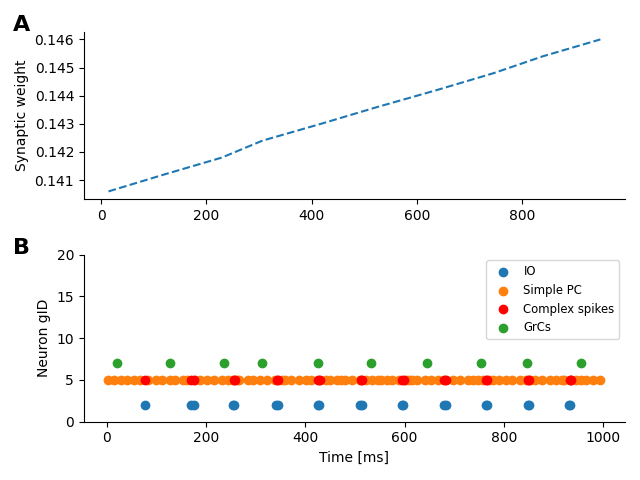 A
0.146
0.145
0.144
0.143
0.142
0.141
Synaptic weight
0 200 400 600 800
B
20
15
10
5
0
Neuron gID
IO
Simple PC
Complex spikes
GrCs
0 200 400 600 800 1000
Time [ms]